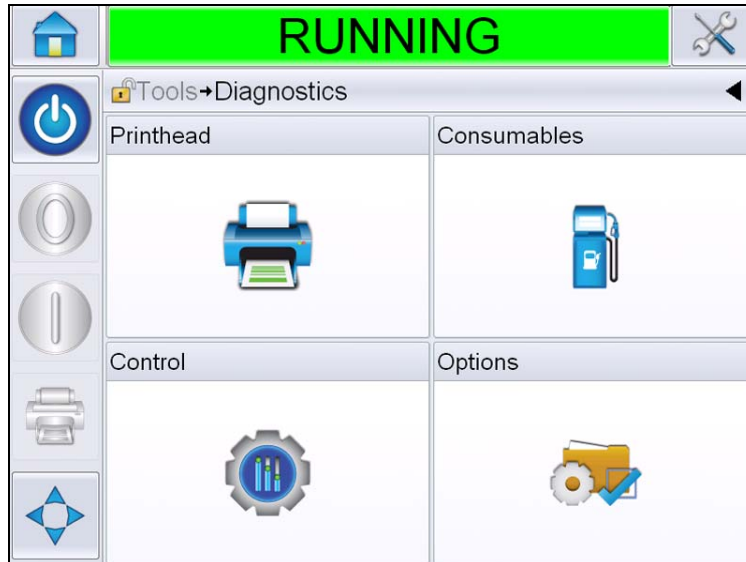 RUNNING
Tools→Diagnostics
Printhead
Consumables
Control
Options